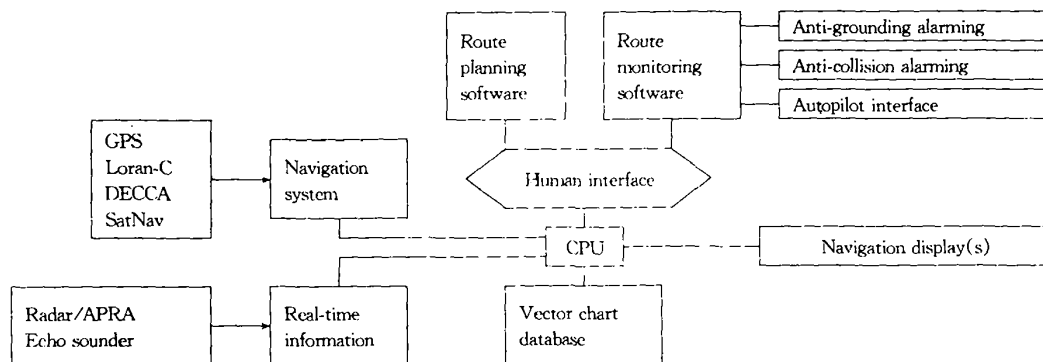 Route
planning
software
Route
monitoring
software
Anti-grounding alarming
Anti-collision alarming
Autopilot interface
GPS
Loran-C
DECCA
SatNav
Navigation
system
Human interface
CPU
Navigation display(s)
Radar/APRA
Echo sounder
Real-time
information
Vector chart
database